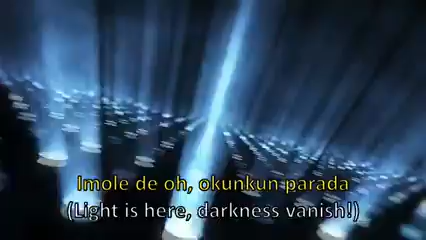 Imole de oh, okunkun parada
(Light is here, darkness vanish!)